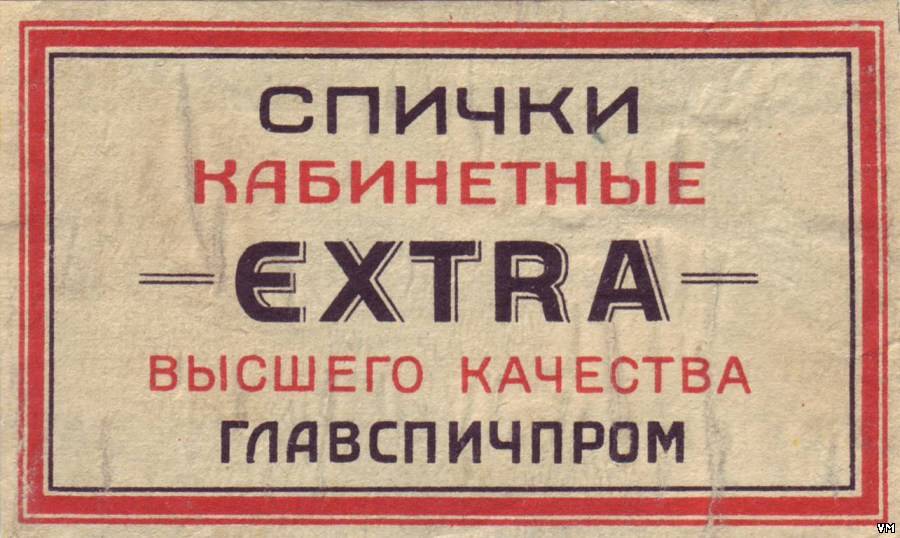 СПИЧКИ
КАБИНЕТНЫЕ
EXTRA
ВЫСШЕГО КАЧЕСТВА
ГЛАВСПИЧПРОМ
VM